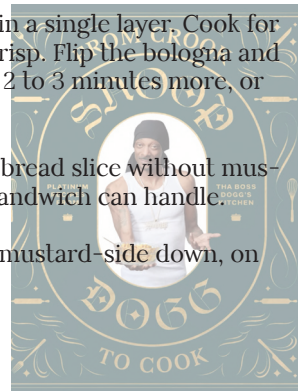 in a single layer. Cook for
FROM CROOK
risp. Flip the bologna and
2 to 3 minutes more, or
SNOOP
bread slice without mus-
PLATINUM
THA BOSS
DOGG'S
KITCHEN
andwich can handle.
mustard-side down, on
DOGG
TO COOK